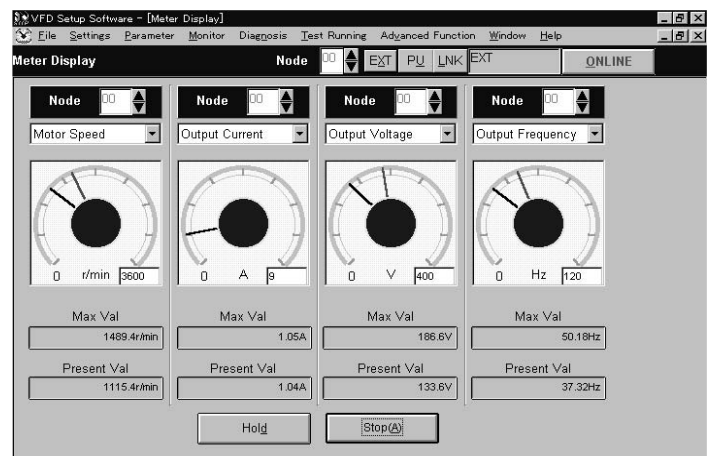 VFD Setup Software - [Meter Display]
File Settings Parameter Monitor Diagnosis Test Running Advanced Function Window Help
Meter Display Node 00 EXT PU LNK EXT ONLINE
Node 00 Node 00 Node 00 Node 00
Motor Speed Output Current Output Voltage Output Frequency
0 r/min 3600 0 A 9 0 V 400 0 Hz 120
Max Val Max Val Max Val Max Val
1489.4r/min 1.05A 186.6V 50.18Hz
Present Val Present Val Present Val Present Val
1115.4r/min 1.04A 133.6V 37.32Hz
Hold Stop(A)